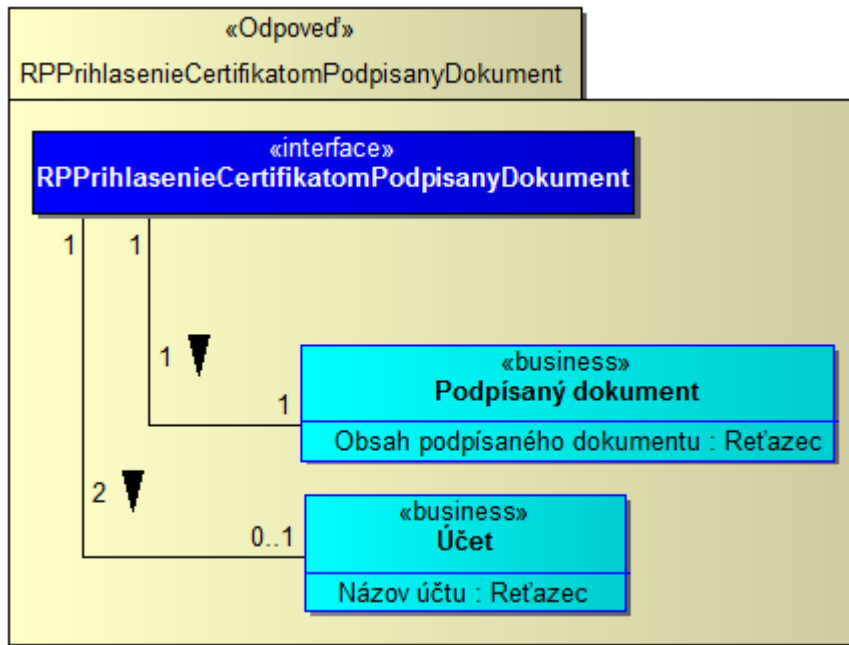 «Odpoveď»
RPPrihlasenieCertifikatomPodpisanyDokument
«interface»
RPPrihlasenieCertifikatomPodpisanyDokument
1 1
1
1
«business»
Podpísaný dokument
Obsah podpísaného dokumentu : Reťazec
2
0..1
«business»
Účet
Názov účtu : Reťazec